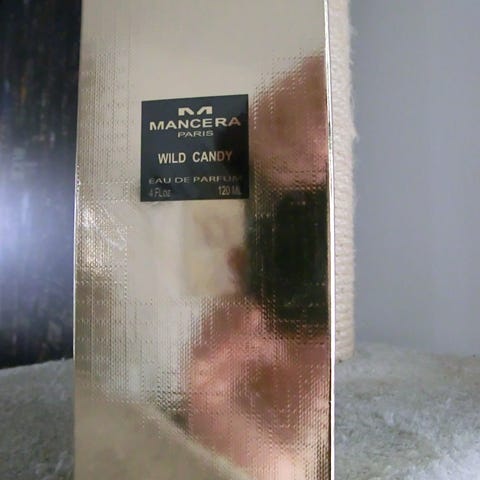 MANCERA
PARIS
WILD CANDY
EAU DE PARFUM
4 FL.oz 120 ML